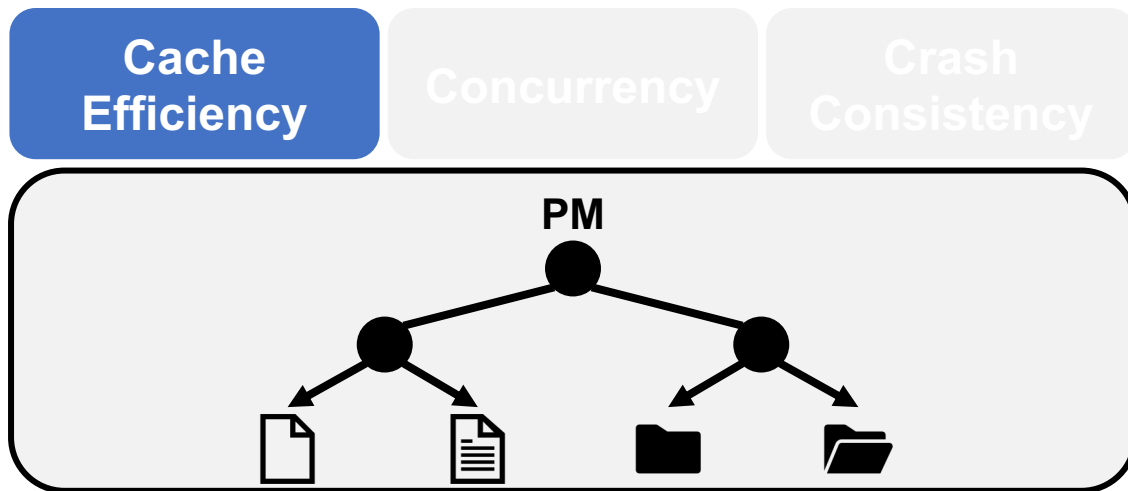 Cache
Efficiency
Concurrency
Crash
Consistency
PM